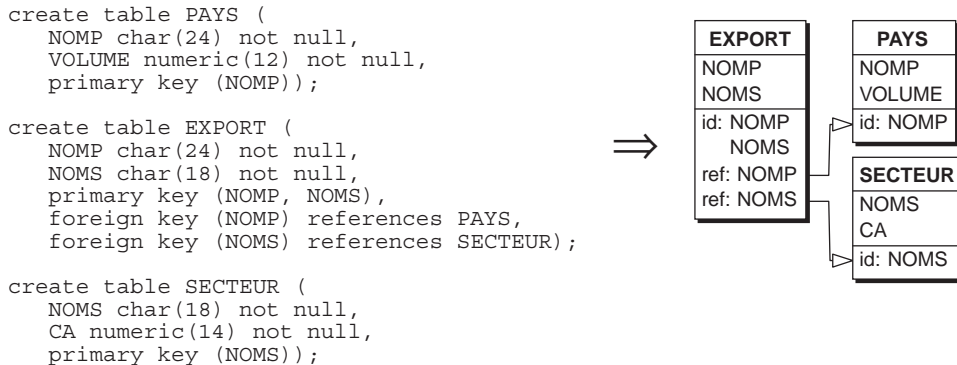 create table PAYS (
NOMP char(24) not null,
VOLUME numeric(12) not null,
primary key (NOMP));
create table EXPORT (
NOMP char(24) not null,
NOMS char(18) not null,
primary key (NOMP, NOMS),
foreign key (NOMP) references PAYS,
foreign key (NOMS) references SECTEUR);
create table SECTEUR (
NOMS char(18) not null,
CA numeric(14) not null,
primary key (NOMS));
⇒
EXPORT
NOMP
NOMS
id: NOMP
NOMS
ref: NOMP
ref: NOMS
PAYS
NOMP
VOLUME
id: NOMP
SECTEUR
NOMS
CA
id: NOMS